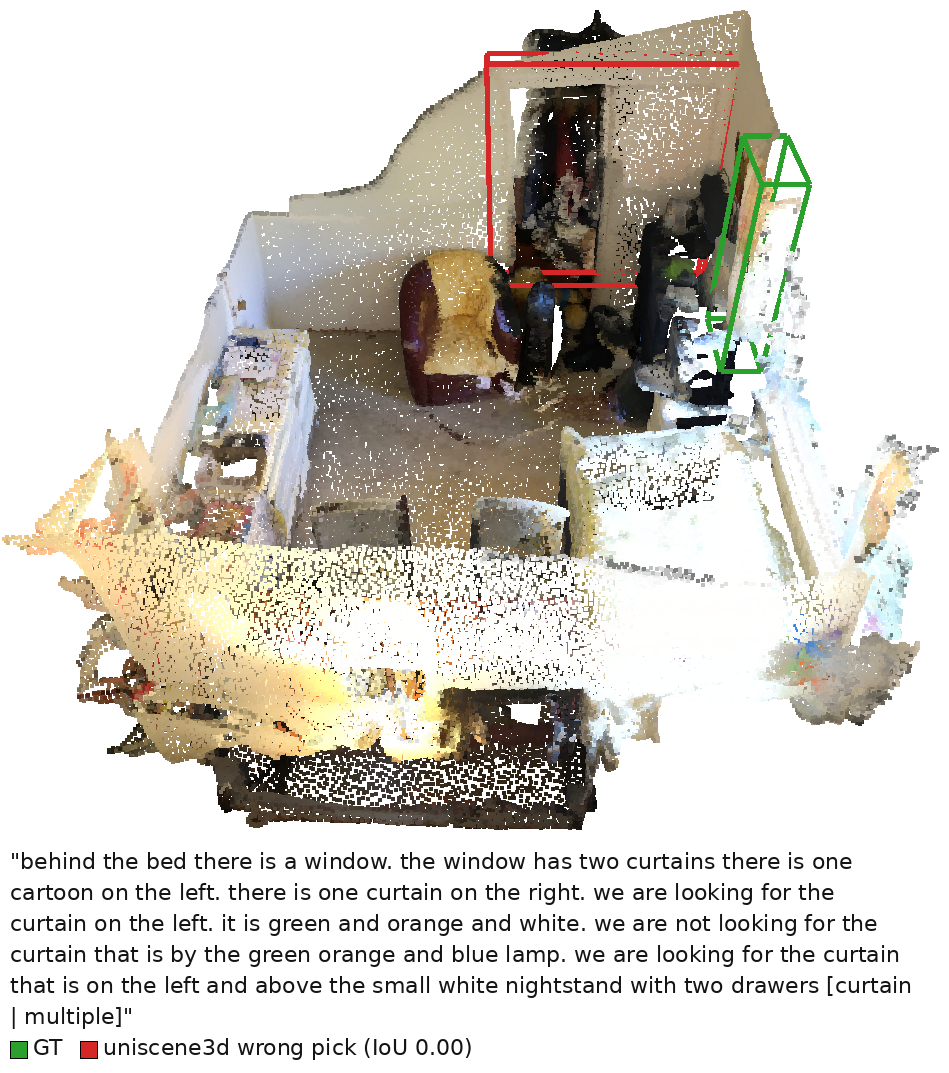 "behind the bed there is a window. the window has two curtains there is one
cartoon on the left. there is one curtain on the right. we are looking for the
curtain on the left. it is green and orange and white. we are not looking for the
curtain that is by the green orange and blue lamp. we are looking for the curtain
that is on the left and above the small white nightstand with two drawers [curtain
| multiple]"
GT uniscene3d wrong pick (IoU 0.00)